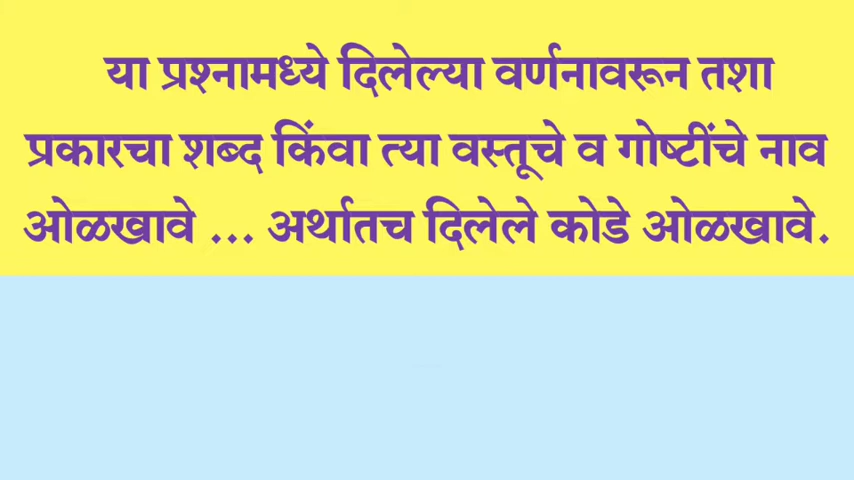 या प्रश्नामध्ये दिलेल्या वर्णनावरून तशा
प्रकारचा शब्द किंवा त्या वस्तूचे व गोष्टींचे नाव
ओळखावे ... अर्थातच दिलेले कोडे ओळखावे.